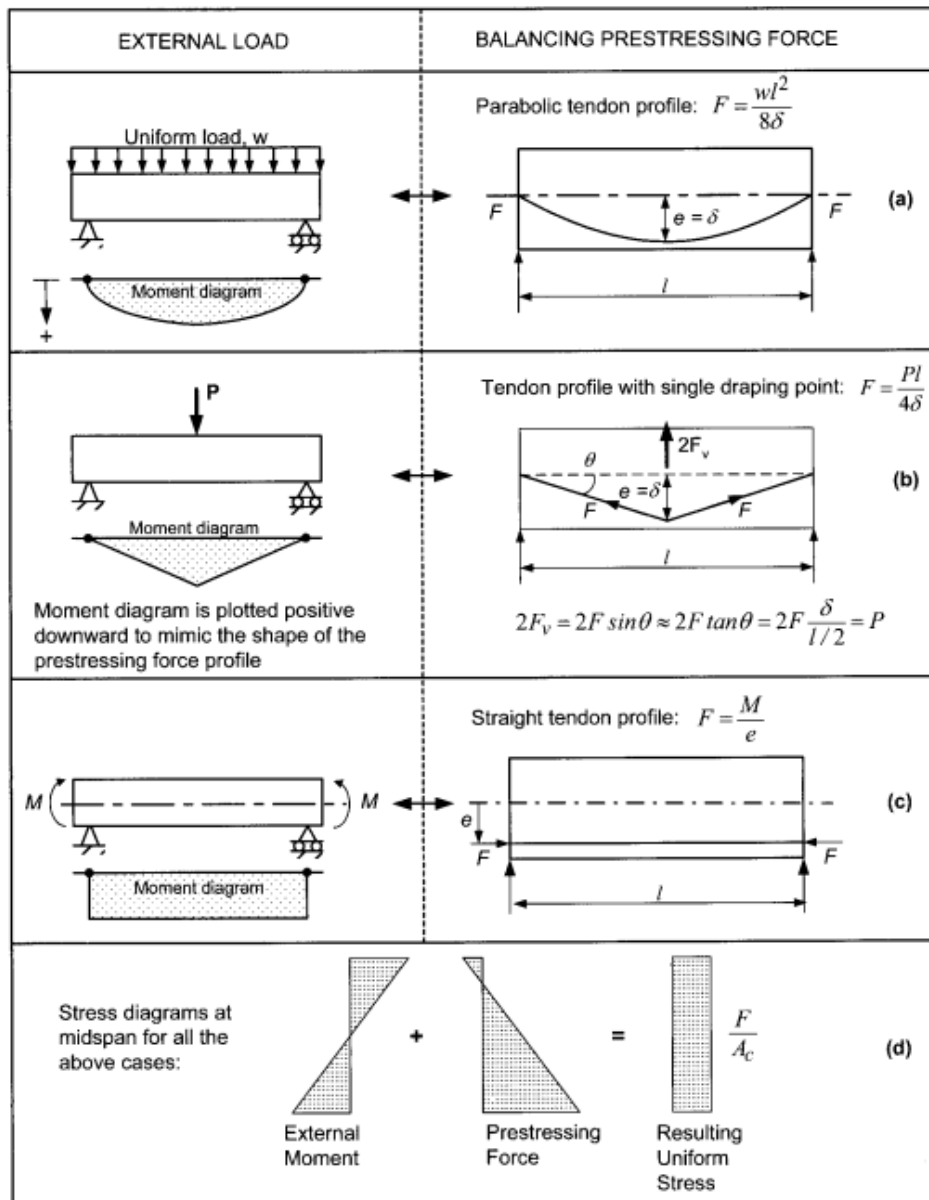 EXTERNAL LOAD
BALANCING PRESTRESSING FORCE
Uniform load, w
Moment diagram
+
Parabolic tendon profile: F = wl²/8δ
F
e = δ
F
(a)
l
P
Moment diagram
Moment diagram is plotted positive
downward to mimic the shape of the
prestressing force profile
Tendon profile with single draping point: F = Pl/4δ
2Fᵥ
θ
e = δ
F
F
(b)
l
2Fᵥ = 2F sinθ ≈ 2F tanθ = 2F δ/(l/2) = P
M
M
Moment diagram
Straight tendon profile: F = M/e
e
F
F
(c)
l
Stress diagrams at
midspan for all the
above cases:
+
=
F/A_C
(d)
External
Moment
Prestressing
Force
Resulting
Uniform
Stress